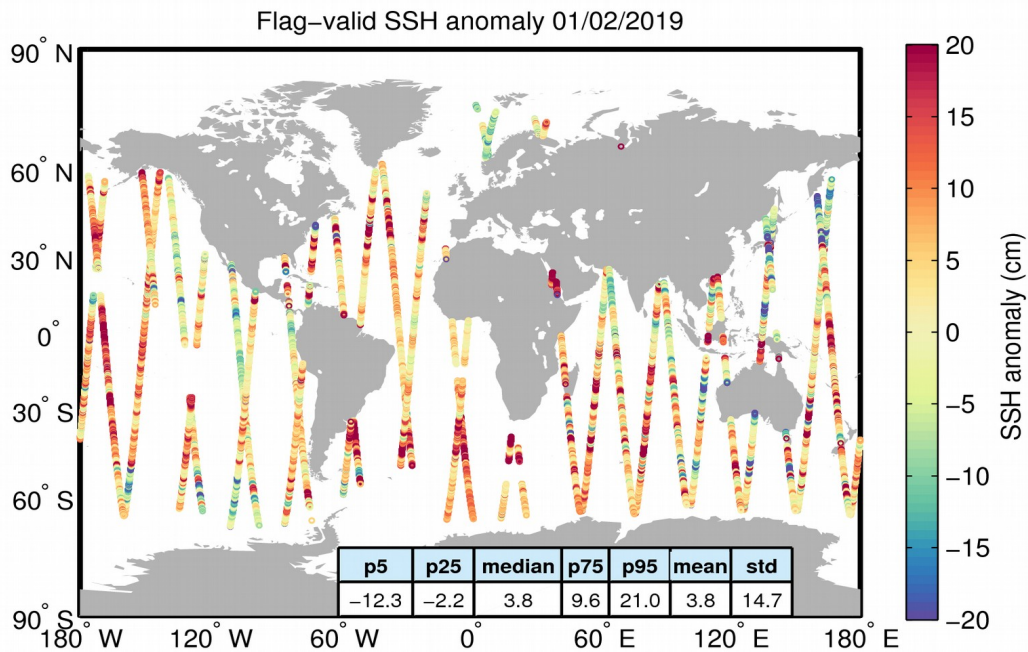 Flag−valid SSH anomaly 01/02/2019
90° N
60° N
30° N
0°
30° S
60° S
90° S
180° W
120° W
60° W
0°
60° E
120° E
180° E
p5 p25 median p75 p95 mean std
−12.3 −2.2 3.8 9.6 21.0 3.8 14.7
20
15
10
5
0
−5
−10
−15
−20
SSH anomaly (cm)